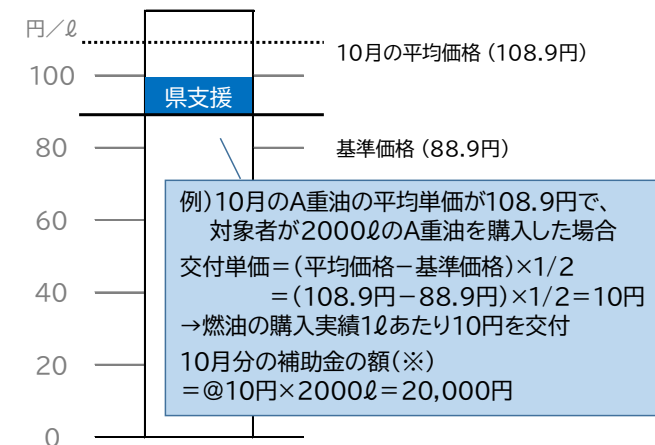 円／ℓ
10月の平均価格（108.9円）
100
県支援
80
基準価格（88.9円）
例）10月のA重油の平均単価が108.9円で、
対象者が2000ℓのA重油を購入した場合
60
交付単価＝（平均価格－基準価格）×1/2
＝（108.9円－88.9円）×1/2＝10円
40
→燃油の購入実績1ℓあたり10円を交付
10月分の補助金の額（※）
20
＝@10円×2000ℓ＝20,000円
0